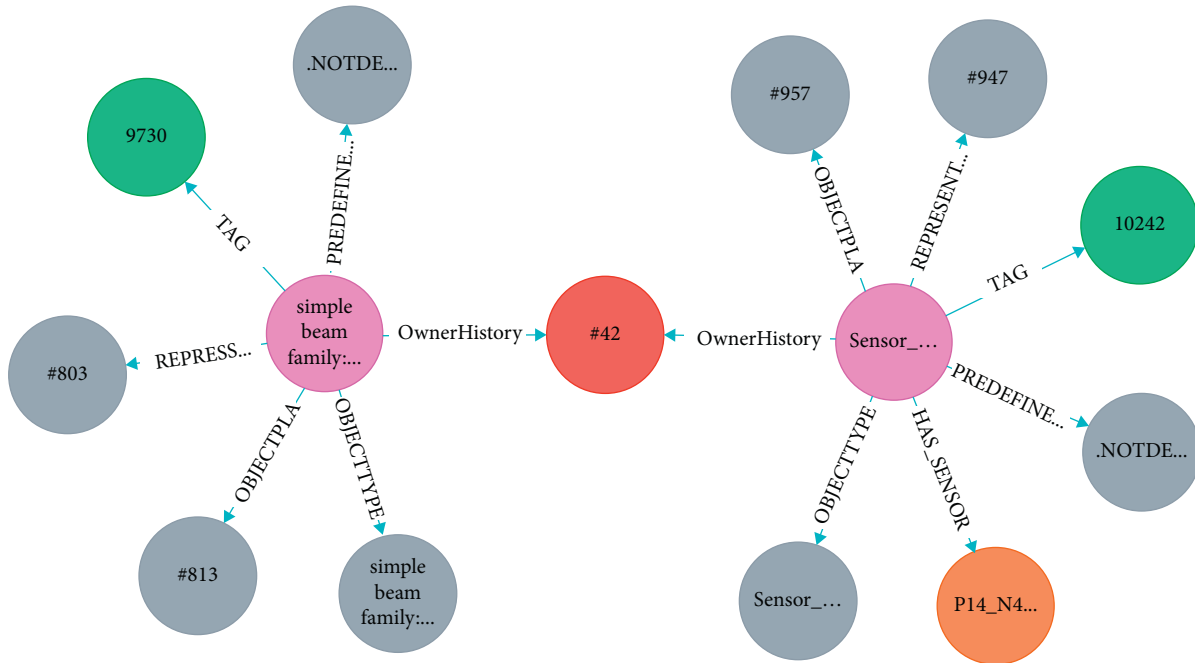 .NOTDE...
9730
PREDEFINE...
TAG
simple
beam
family:...
OwnerHistory
#42
#803
REPRESS...
OBJECTPLA
OBJECTTYPE
#813
simple
beam
family:...
#957
#947
OBJECTPLA
REPRESENT...
10242
TAG
OwnerHistory
Sensor_...
PREDEFINE...
.NOTDE...
OBJECTTYPE
HAS_SENSOR
Sensor_...
P14_N4...